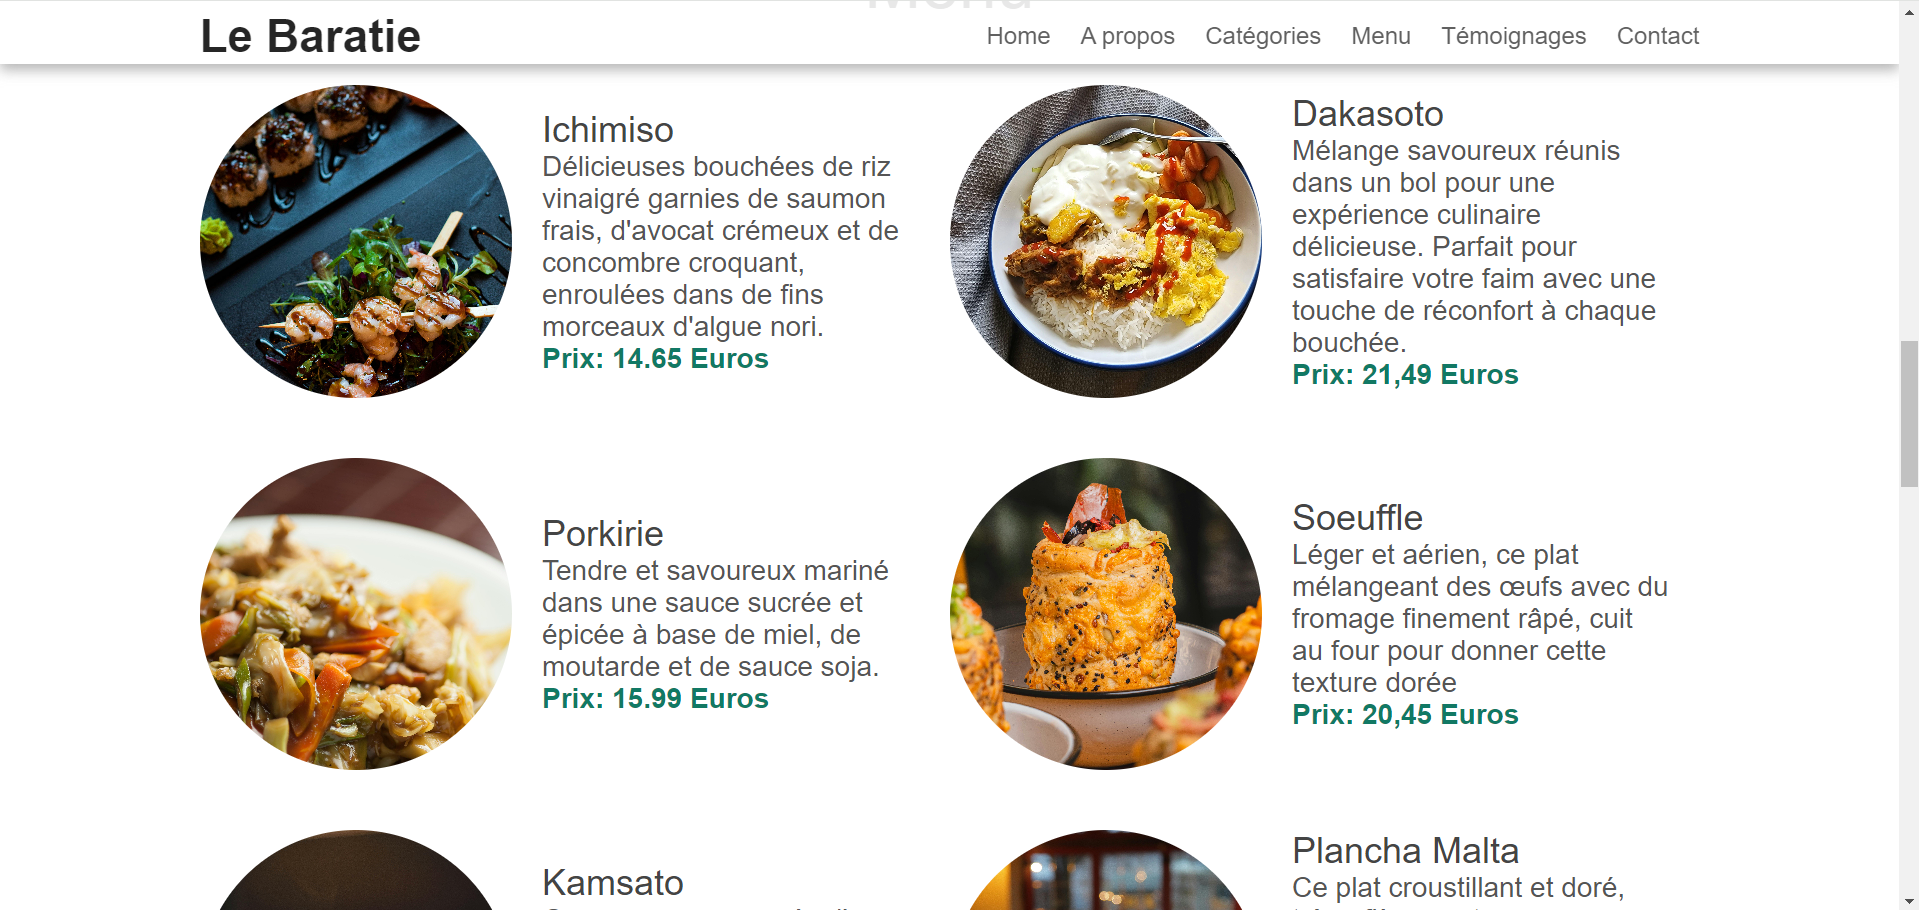 Menu
Le Baratie
Home A propos Catégories Menu Témoignages Contact
Ichimiso
Délicieuses bouchées de riz
vinaigré garnies de saumon
frais, d'avocat crémeux et de
concombre croquant,
enroulées dans de fins
morceaux d'algue nori.
Prix: 14.65 Euros
Dakasoto
Mélange savoureux réunis
dans un bol pour une
expérience culinaire
délicieuse. Parfait pour
satisfaire votre faim avec une
touche de réconfort à chaque
bouchée.
Prix: 21,49 Euros
Porkirie
Tendre et savoureux mariné
dans une sauce sucrée et
épicée à base de miel, de
moutarde et de sauce soja.
Prix: 15.99 Euros
Soeuffle
Léger et aérien, ce plat
mélangeant des œufs avec du
fromage finement râpé, cuit
au four pour donner cette
texture dorée
Prix: 20,45 Euros
Kamsato
Plancha Malta
Ce plat croustillant et doré,